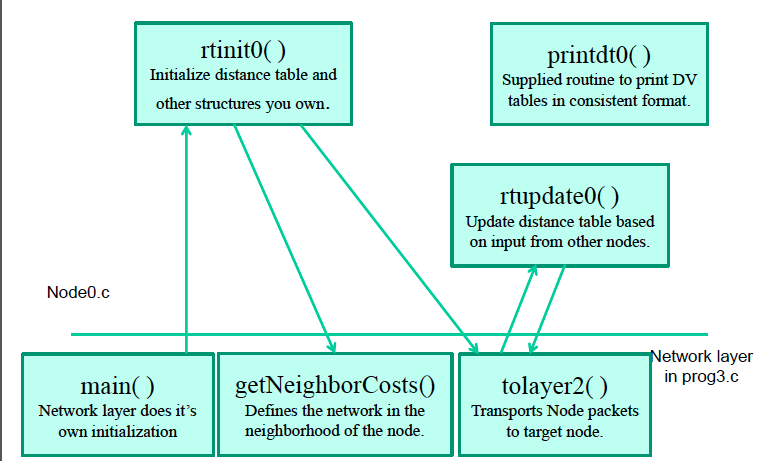 rtinit0( )
Initialize distance table and
other structures you own.
printdt0( )
Supplied routine to print DV
tables in consistent format.
rtupdate0( )
Update distance table based
on input from other nodes.
Node0.c
Network layer
in prog3.c
main( )
Network layer does it's
own initialization
getNeighborCosts()
Defines the network in the
neighborhood of the node.
tolayer2( )
Transports Node packets
to target node.